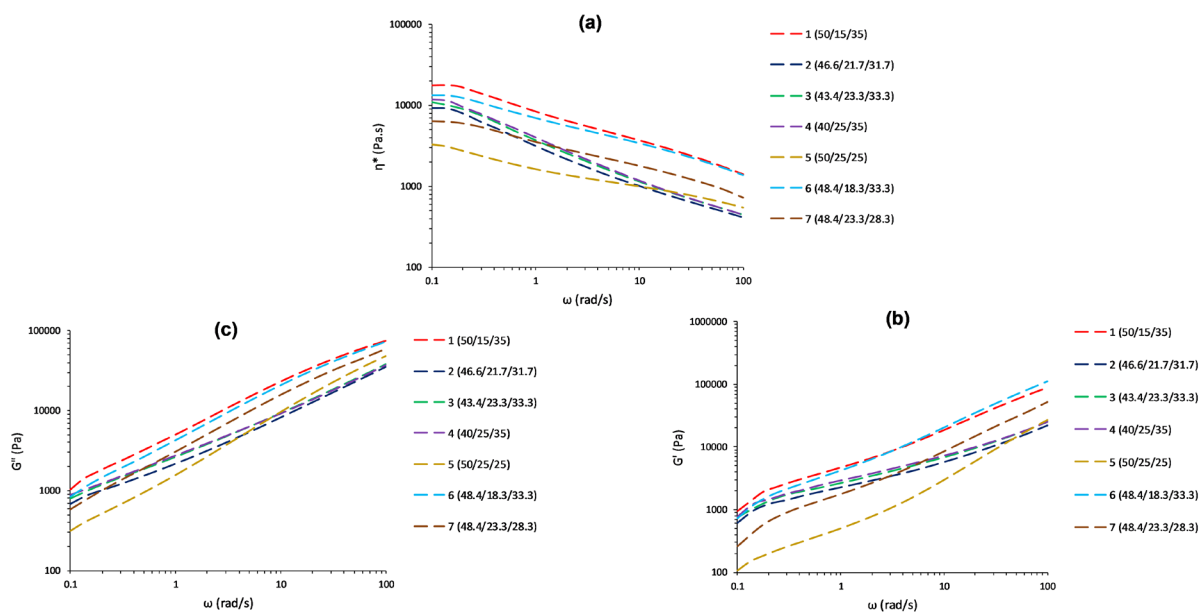 (a)
100000
10000
1000
100
η* (Pa.s)
0.1 1 10 100
ω (rad/s)
1 (50/15/35)
2 (46.6/21.7/31.7)
3 (43.4/23.3/33.3)
4 (40/25/35)
5 (50/25/25)
6 (48.4/18.3/33.3)
7 (48.4/23.3/28.3)
(c)
100000
10000
1000
100
G'' (Pa)
0.1 1 10 100
ω (rad/s)
1 (50/15/35)
2 (46.6/21.7/31.7)
3 (43.4/23.3/33.3)
4 (40/25/35)
5 (50/25/25)
6 (48.4/18.3/33.3)
7 (48.4/23.3/28.3)
(b)
1000000
100000
10000
1000
100
G' (Pa)
0.1 1 10 100
ω (rad/s)
1 (50/15/35)
2 (46.6/21.7/31.7)
3 (43.4/23.3/33.3)
4 (40/25/35)
5 (50/25/25)
6 (48.4/18.3/33.3)
7 (48.4/23.3/28.3)